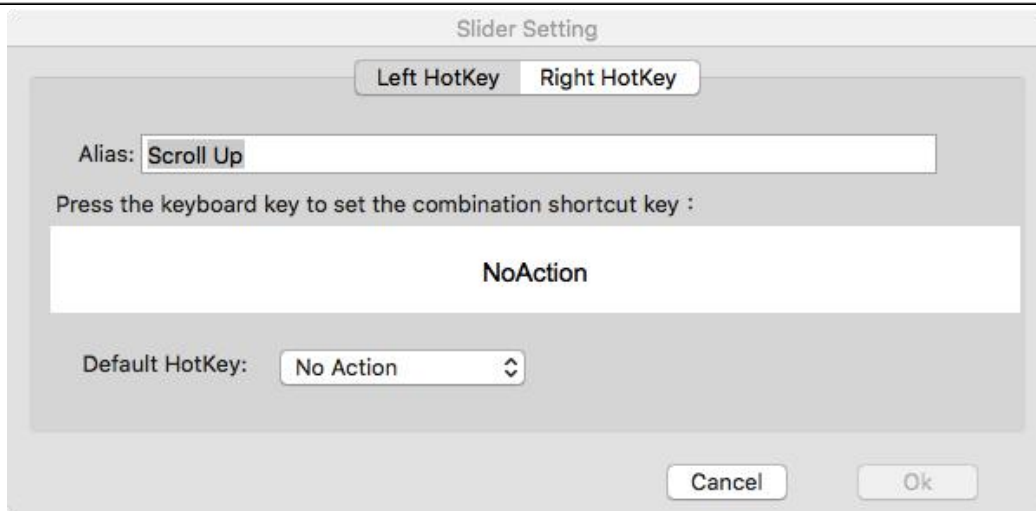 Slider Setting
Left HotKey Right HotKey
Alias: Scroll Up
Press the keyboard key to set the combination shortcut key：
NoAction
Default HotKey: No Action
Cancel Ok